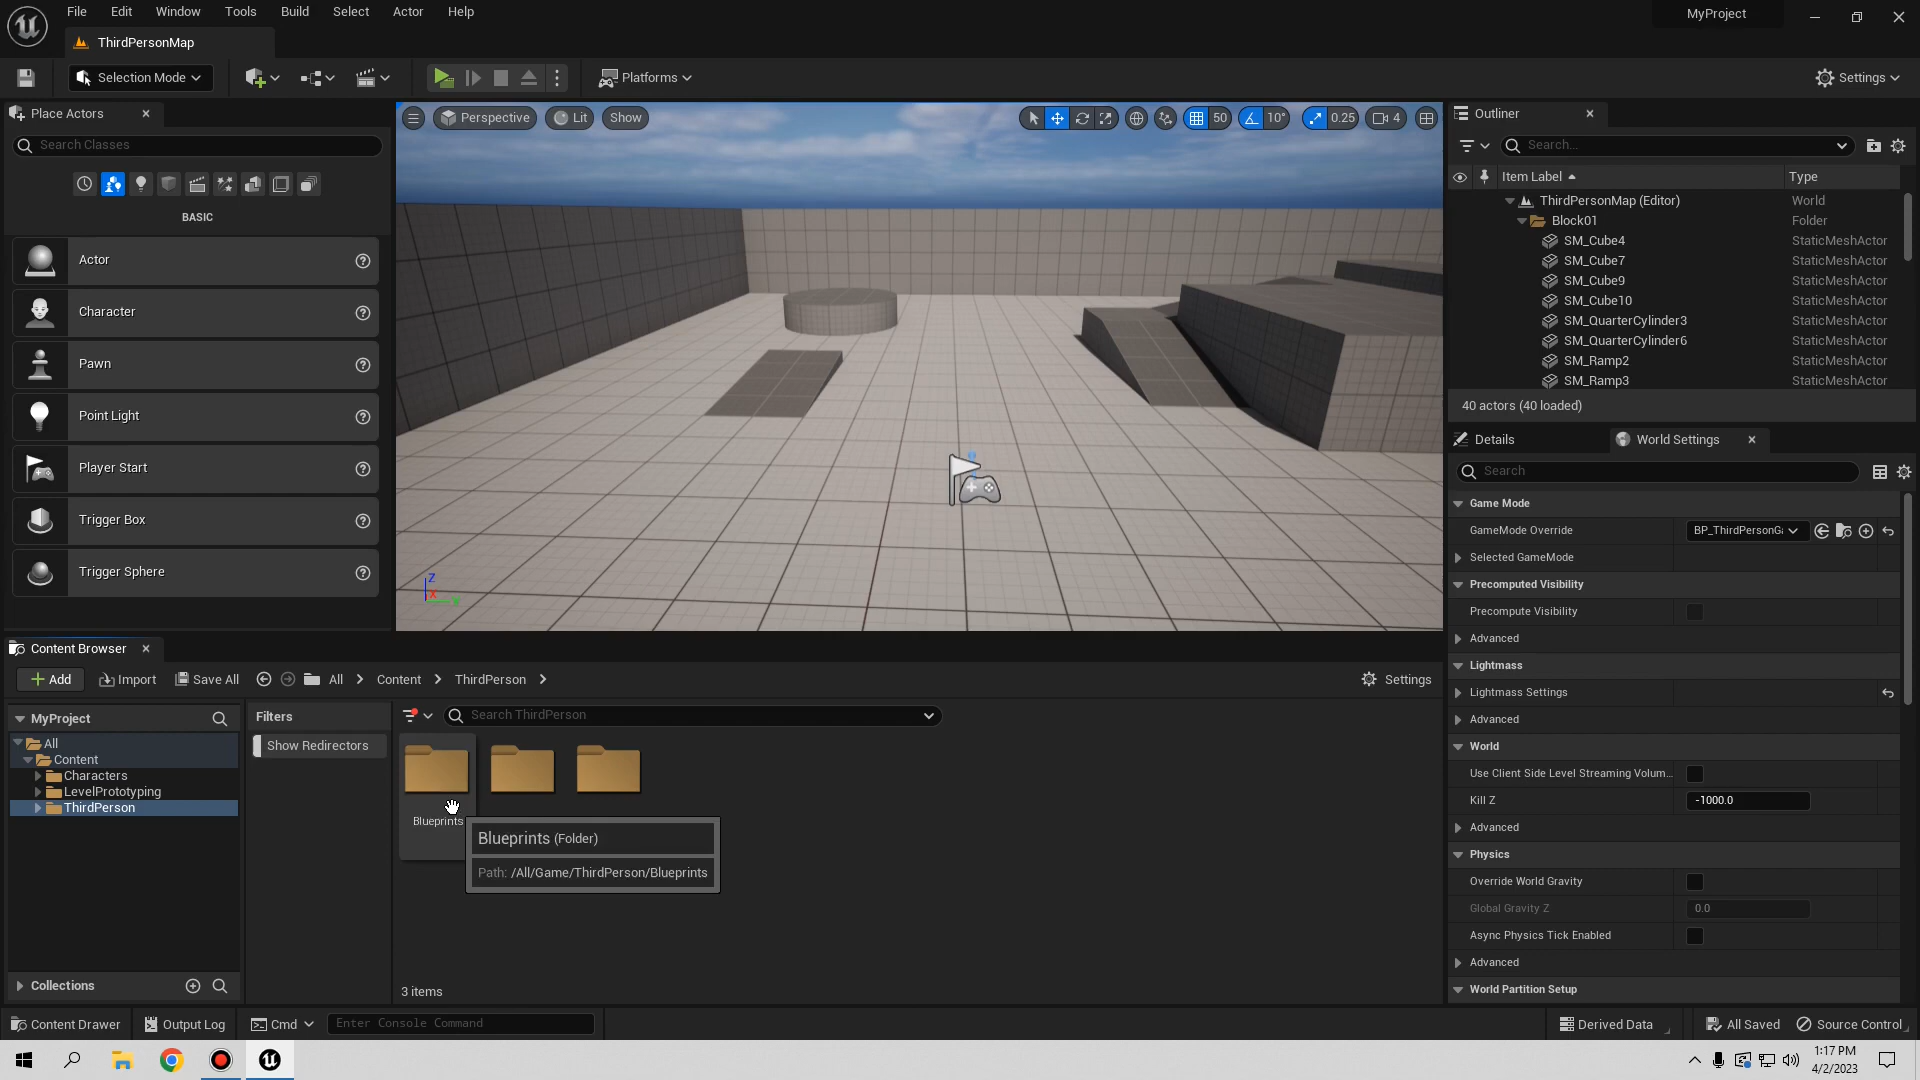 File Edit Window Tools Build Select Actor Help
MyProject
ThirdPersonMap
Selection Mode
Platforms
Settings
Place Actors
Search Classes
BASIC
Actor
Character
Pawn
Point Light
Player Start
Trigger Box
Trigger Sphere
Perspective Lit Show
50 10° 0.25 4
Z
X
Y
Outliner
Search...
Item Label Type
ThirdPersonMap (Editor) World
Block01 Folder
SM_Cube4 StaticMeshActor
SM_Cube7 StaticMeshActor
SM_Cube9 StaticMeshActor
SM_Cube10 StaticMeshActor
SM_QuarterCylinder3 StaticMeshActor
SM_QuarterCylinder6 StaticMeshActor
SM_Ramp2 StaticMeshActor
SM_Ramp3 StaticMeshActor
40 actors (40 loaded)
Details World Settings
Search
Game Mode
GameMode Override BP_ThirdPersonGa
Selected GameMode
Precomputed Visibility
Precompute Visibility
Advanced
Lightmass
Lightmass Settings
Advanced
World
Use Client Side Level Streaming Volum...
Kill Z -1000.0
Advanced
Physics
Override World Gravity
Global Gravity Z 0.0
Async Physics Tick Enabled
Advanced
World Partition Setup
Content Browser
Add Import Save All All Content ThirdPerson Settings
MyProject
All
Content
Characters
LevelPrototyping
ThirdPerson
Collections
Filters
Show Redirectors
Search ThirdPerson
Blueprints
Blueprints (Folder)
Path: /All/Game/ThirdPerson/Blueprints
3 items
Content Drawer Output Log Cmd Enter Console Command Derived Data All Saved Source Control
1:17 PM
4/2/2023